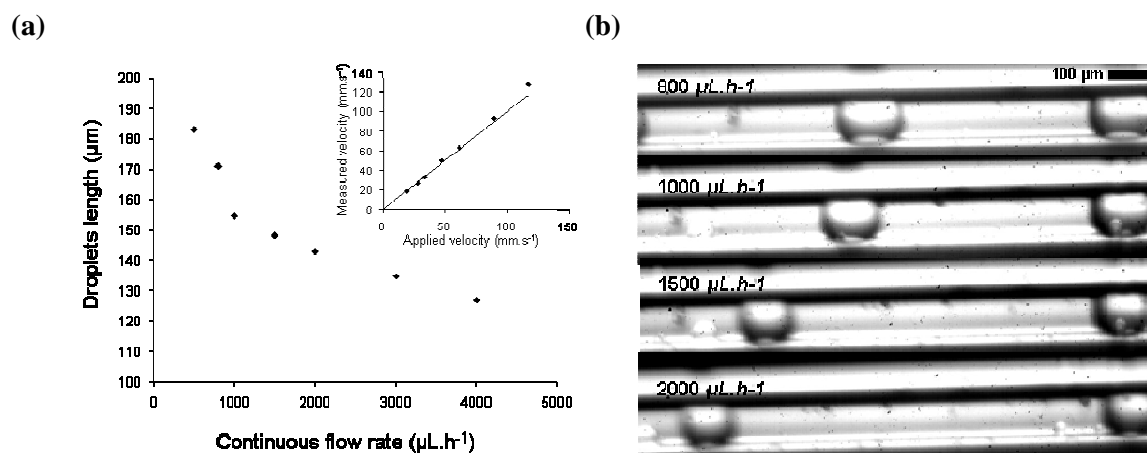 (a)
(b)
Droplets length (µm)
200
190
180
170
160
150
140
130
120
110
100
0
1000
2000
3000
4000
5000
Continuous flow rate (µL.h⁻¹)
Measured velocity (mm.s⁻¹)
140
120
100
80
60
40
20
0
0
50
100
150
Applied velocity (mm.s⁻¹)
100 µm
800 µL.h-1
1000 µL.h-1
1500 µL.h-1
2000 µL.h-1